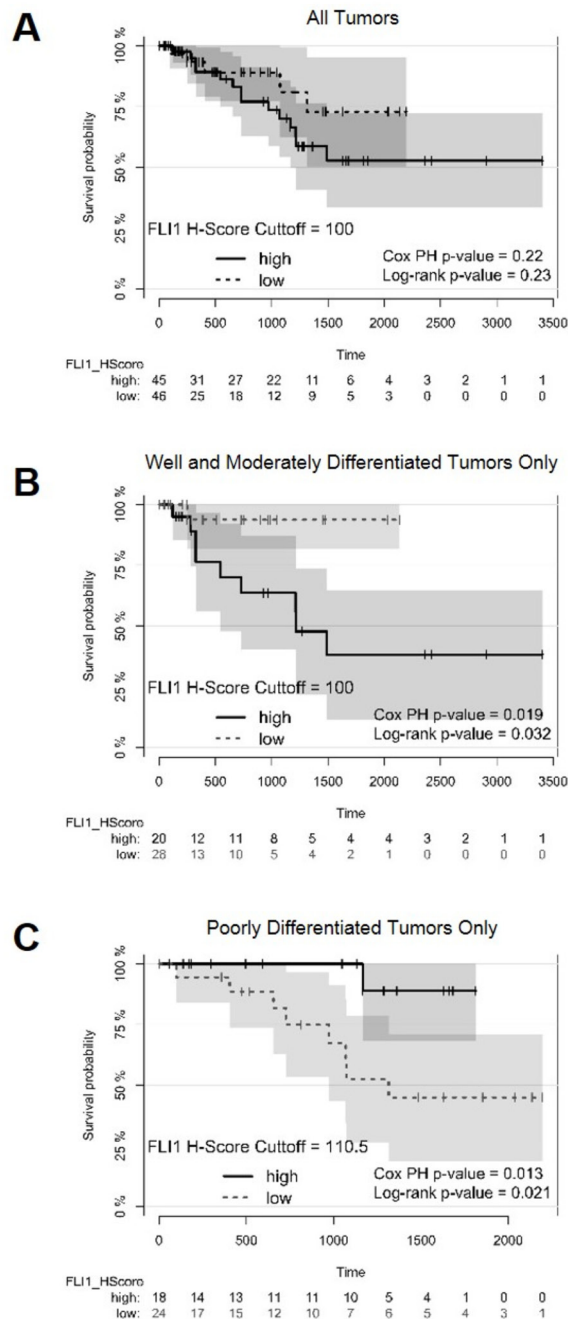 A
All Tumors
Survival probability
100 %
75 %
50 %
25 %
0 %
FLI1 H-Score Cuttoff = 100
high
low
Cox PH p-value = 0.22
Log-rank p-value = 0.23
0 500 1000 1500 2000 2500 3000 3500
Time
FLI1_HScoro
high: 45 31 27 22 11 6 4 3 2 1 1
low: 46 25 18 12 9 5 3 0 0 0 0
B
Well and Moderately Differentiated Tumors Only
Survival probability
100 %
75 %
50 %
25 %
0 %
FLI1 H-Score Cuttoff = 100
high
low
Cox PH p-value = 0.019
Log-rank p-value = 0.032
0 500 1000 1500 2000 2500 3000 3500
Time
FLI1_HScoro
high: 20 12 11 8 5 4 4 3 2 1 1
low: 28 13 10 5 4 2 1 0 0 0 0
C
Poorly Differentiated Tumors Only
Survival probability
100 %
75 %
50 %
25 %
0 %
FLI1 H-Score Cuttoff = 110.5
high
low
Cox PH p-value = 0.013
Log-rank p-value = 0.021
0 500 1000 1500 2000
Time
FLI1_HScoro
high: 18 14 13 11 11 10 5 4 1 0 0
low: 24 17 15 12 10 7 6 5 4 3 1